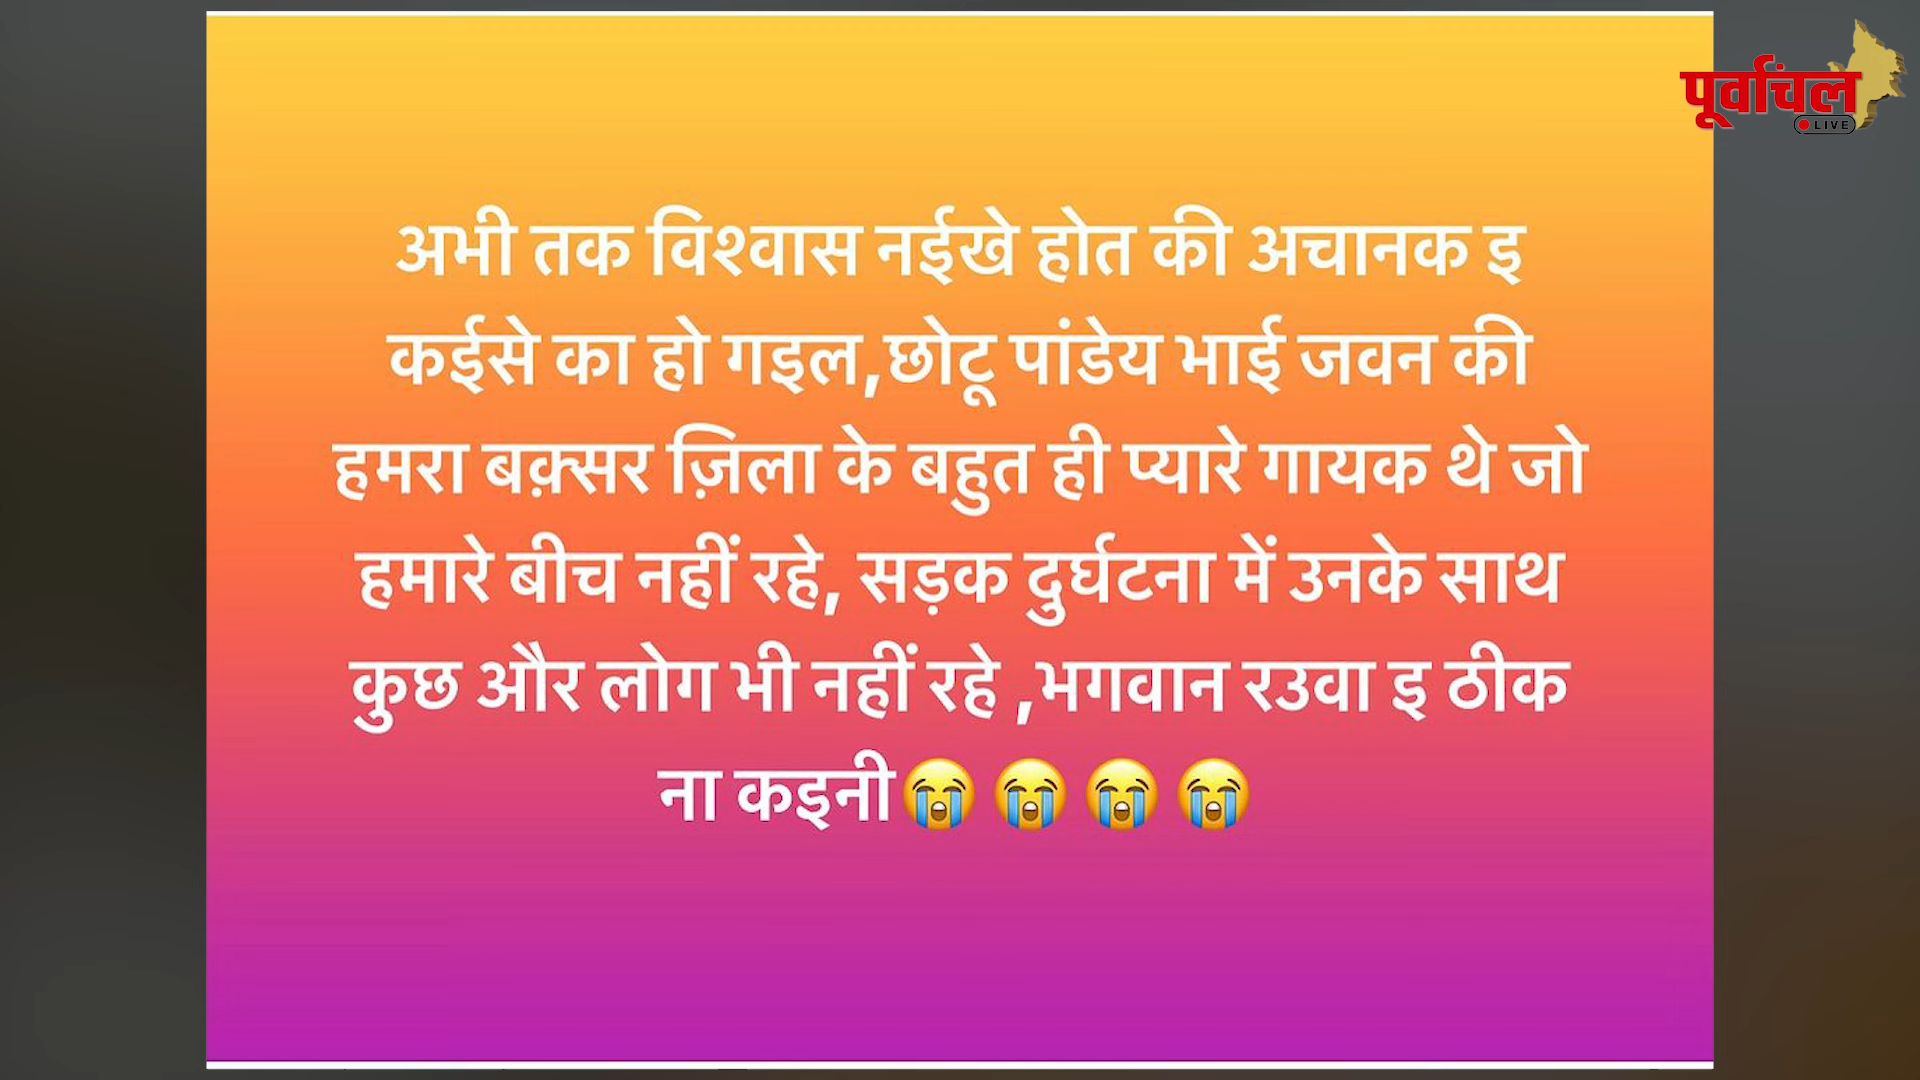 पूर्वांचल
LIVE
अभी तक विश्वास नईखे होत की अचानक इ
कईसे का हो गइल,छोटू पांडेय भाई जवन की
हमरा बक़्सर ज़िला के बहुत ही प्यारे गायक थे जो
हमारे बीच नहीं रहे, सड़क दुर्घटना में उनके साथ
कुछ और लोग भी नहीं रहे ,भगवान रउवा इ ठीक
ना कइनी😭😭😭😭